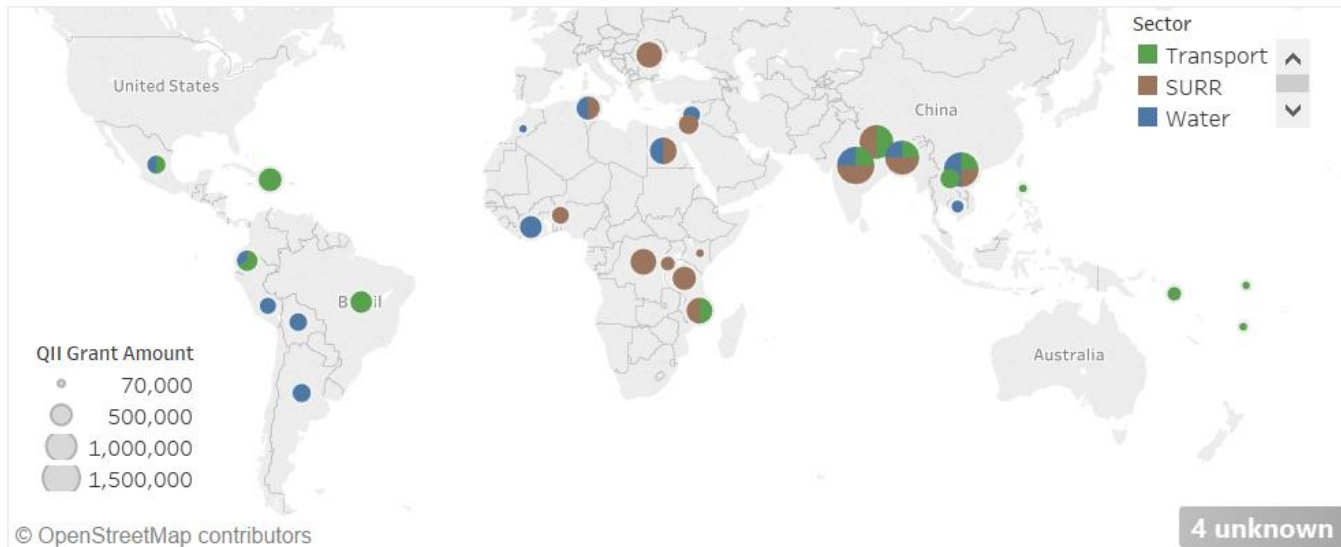 Sector
Transport
SURR
Water
United States
China
Australia
QII Grant Amount
70,000
500,000
1,000,000
1,500,000
© OpenStreetMap contributors
4 unknown